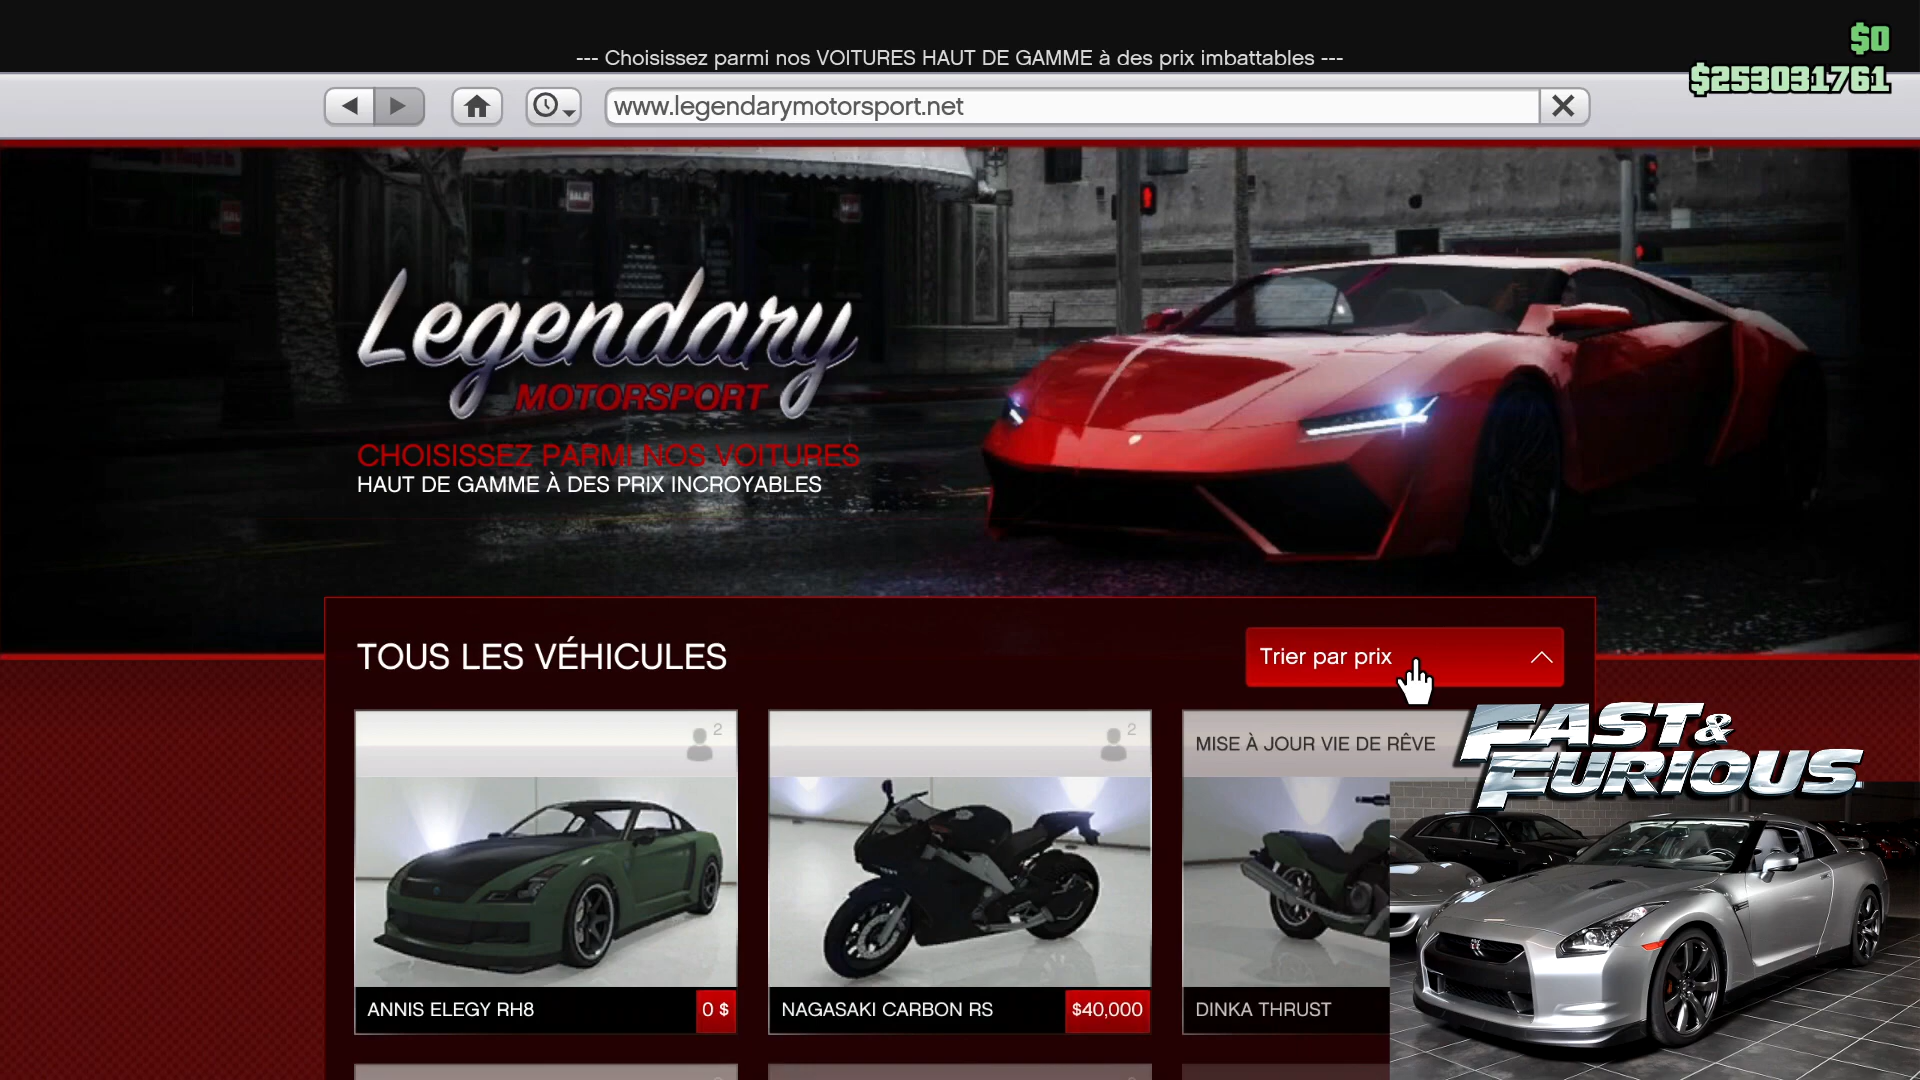 $0
--- Choisissez parmi nos VOITURES HAUT DE GAMME à des prix imbattables ---
$253031761
www.legendarymotorsport.net
Legendary
MOTORSPORT
CHOISISSEZ PARMI NOS VOITURES
HAUT DE GAMME À DES PRIX INCROYABLES
TOUS LES VÉHICULES
Trier par prix
2
2
MISE À JOUR VIE DE RÊVE
FAST &
FURIOUS
ANNIS ELEGY RH8
0 $
NAGASAKI CARBON RS
$40,000
DINKA THRUST